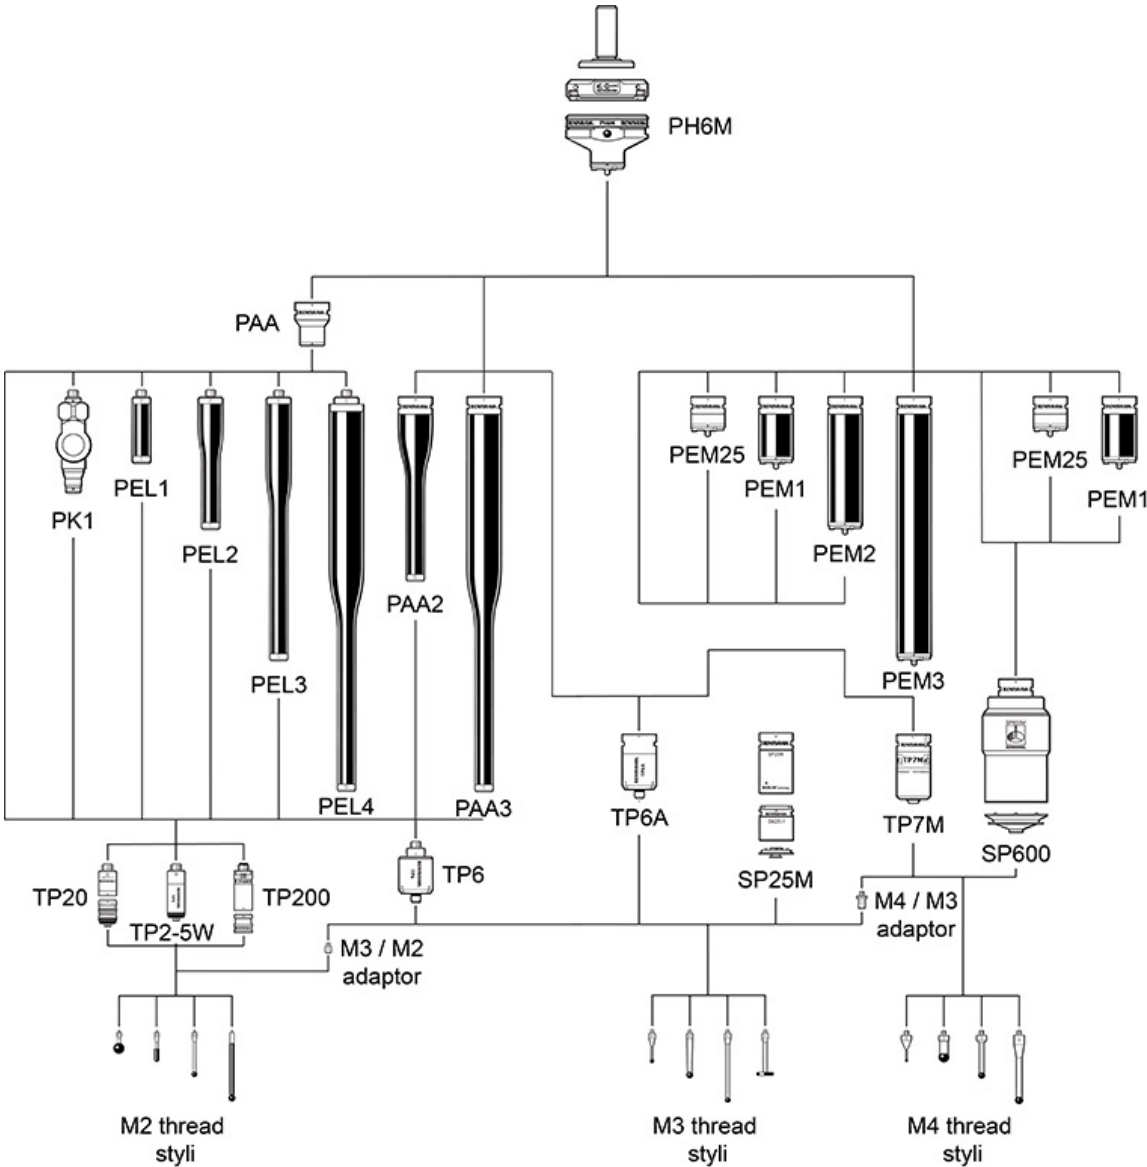 PH6M
PAA
PEM25
PEM1
PEM25
PEM1
PEL1
PK1
PEL2
PEM2
PAA2
PEL3
PEM3
PEL4
PAA3
TP6A
TP7M
TP7M
SP600
TP6
SP25M
TP20
TP2-5W
TP200
M4 / M3
adaptor
M3 / M2
adaptor
M2 thread
styli
M3 thread
styli
M4 thread
styli